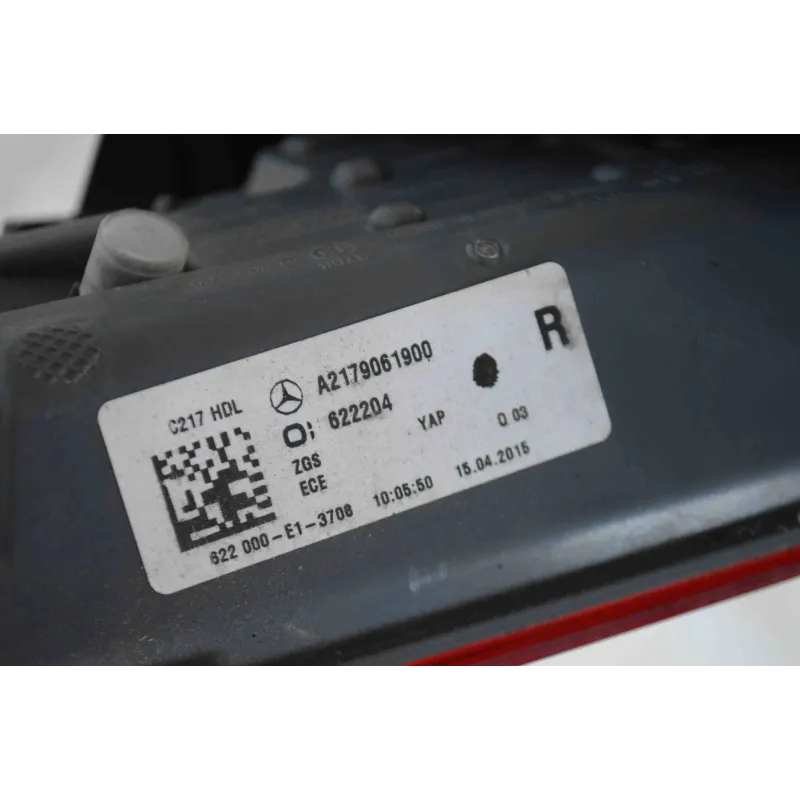 C217 HDL
A2179061900
R
622204
ZGS
YAP
Q 03
ECE
622 000-E1-3708 10:05:50 15.04.2015